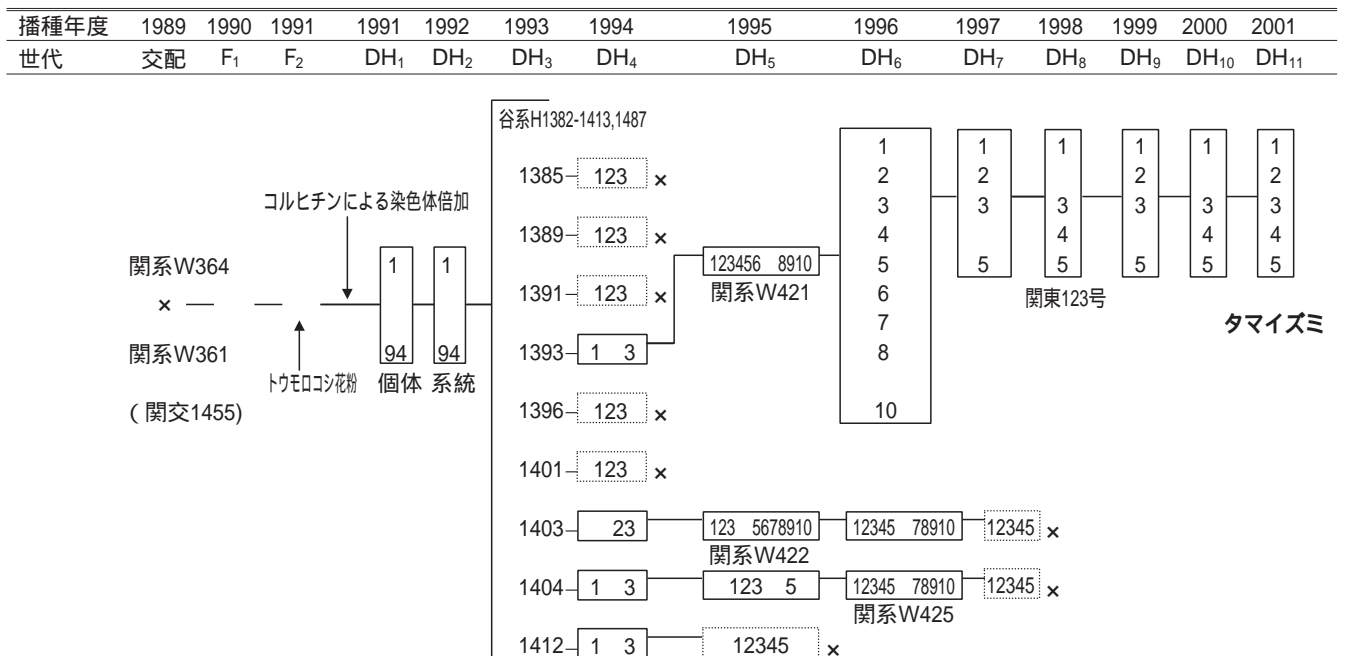 播種年度 1989 1990 1991 1991 1992 1993 1994 1995 1996 1997 1998 1999 2000 2001
世代 交配 F₁ F₂ DH₁ DH₂ DH₃ DH₄ DH₅ DH₆ DH₇ DH₈ DH₉ DH₁₀ DH₁₁
谷系H1382-1413,1487
1385 123 ×
コルヒチンによる染色体倍加
1389 123 ×
関系W364
×
関系W361
(関交1455)
トウモロコシ花粉
1
94
個体
1
94
系統
1391 123 ×
1393 1 3
123456 8910
関系W421
1
2
3
4
5
6
7
8
10
1
2
3
5
1
3
4
5
関東123号
1
2
3
5
1
3
4
5
1
2
3
4
5
タマイズミ
1396 123 ×
1401 123 ×
1403 23 123 5678910 12345 78910 12345 ×
関系W422
1404 1 3 123 5 12345 78910 12345 ×
関系W425
1412 1 3 12345 ×